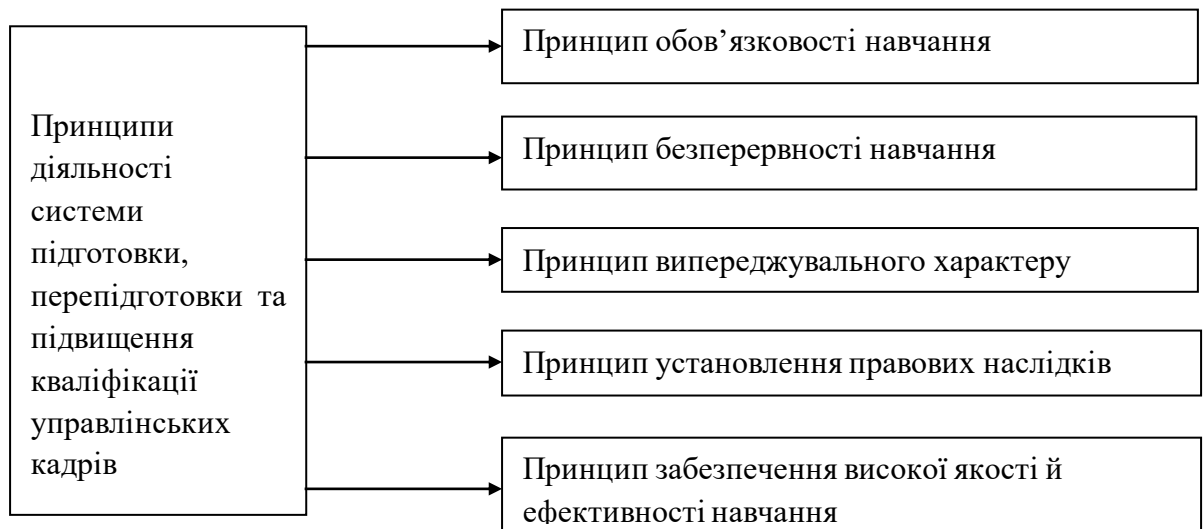 Принципи
діяльності
системи
підготовки,
перепідготовки та
підвищення
кваліфікації
управлінських
кадрів
Принцип обов’язковості навчання
Принцип безперервності навчання
Принцип випереджувального характеру
Принцип установлення правових наслідків
Принцип забезпечення високої якості й
ефективності навчання